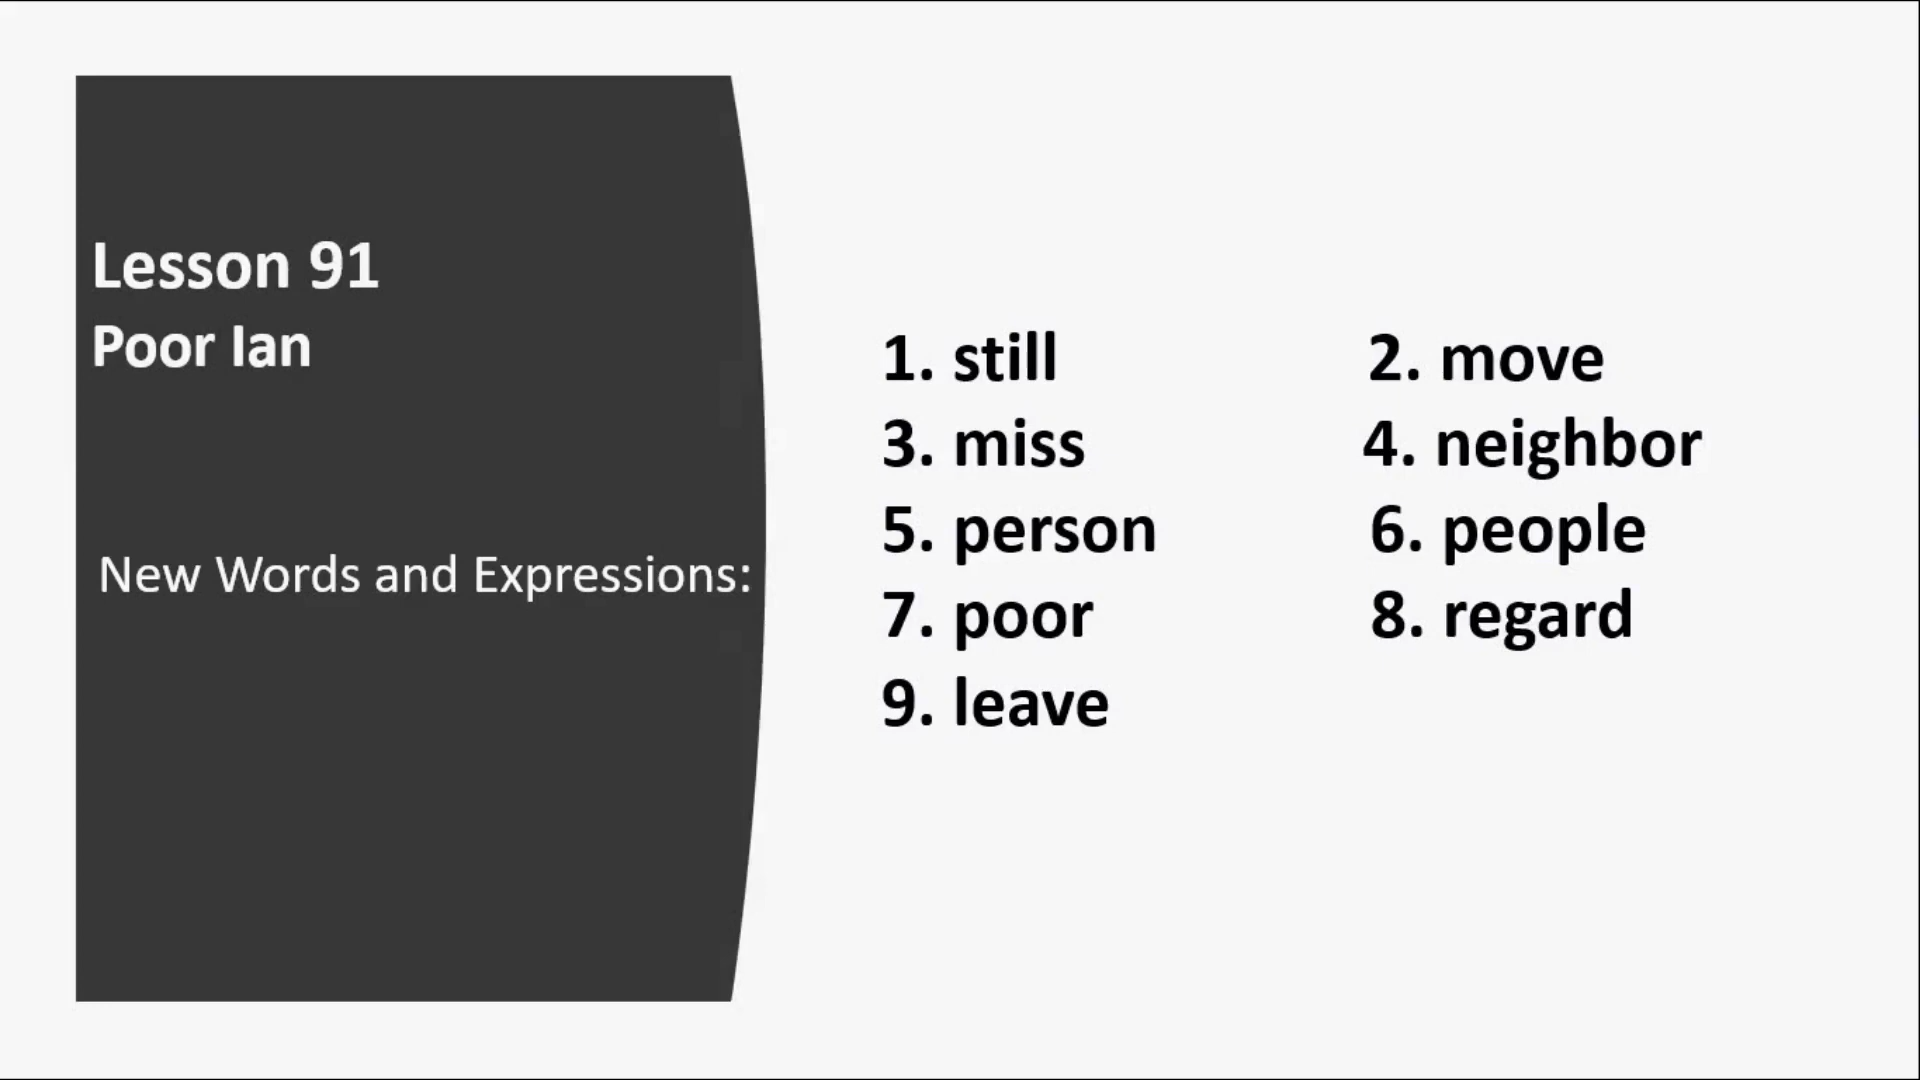 Lesson 91
Poor Ian
New Words and Expressions:
1. still 2. move
3. miss 4. neighbor
5. person 6. people
7. poor 8. regard
9. leave